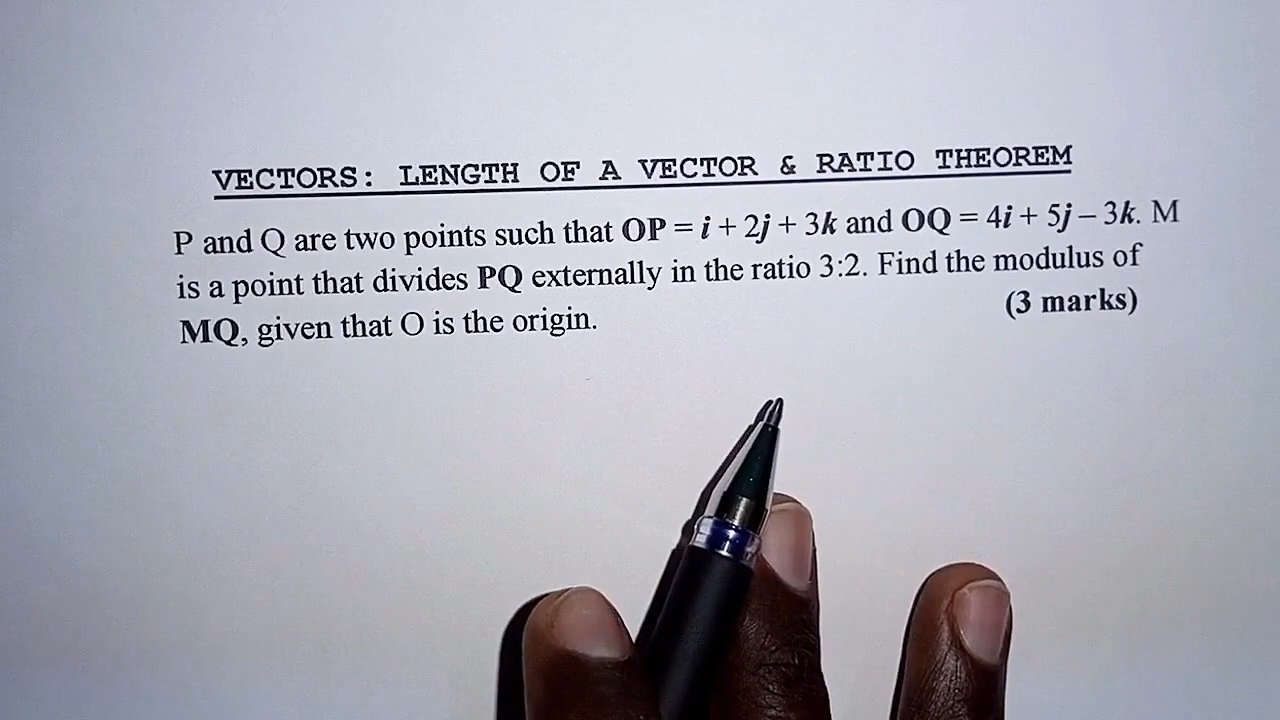 VECTORS: LENGTH OF A VECTOR & RATIO THEOREM
P and Q are two points such that OP = i + 2j + 3k and OQ = 4i + 5j – 3k. M
is a point that divides PQ externally in the ratio 3:2. Find the modulus of
MQ, given that O is the origin. (3 marks)